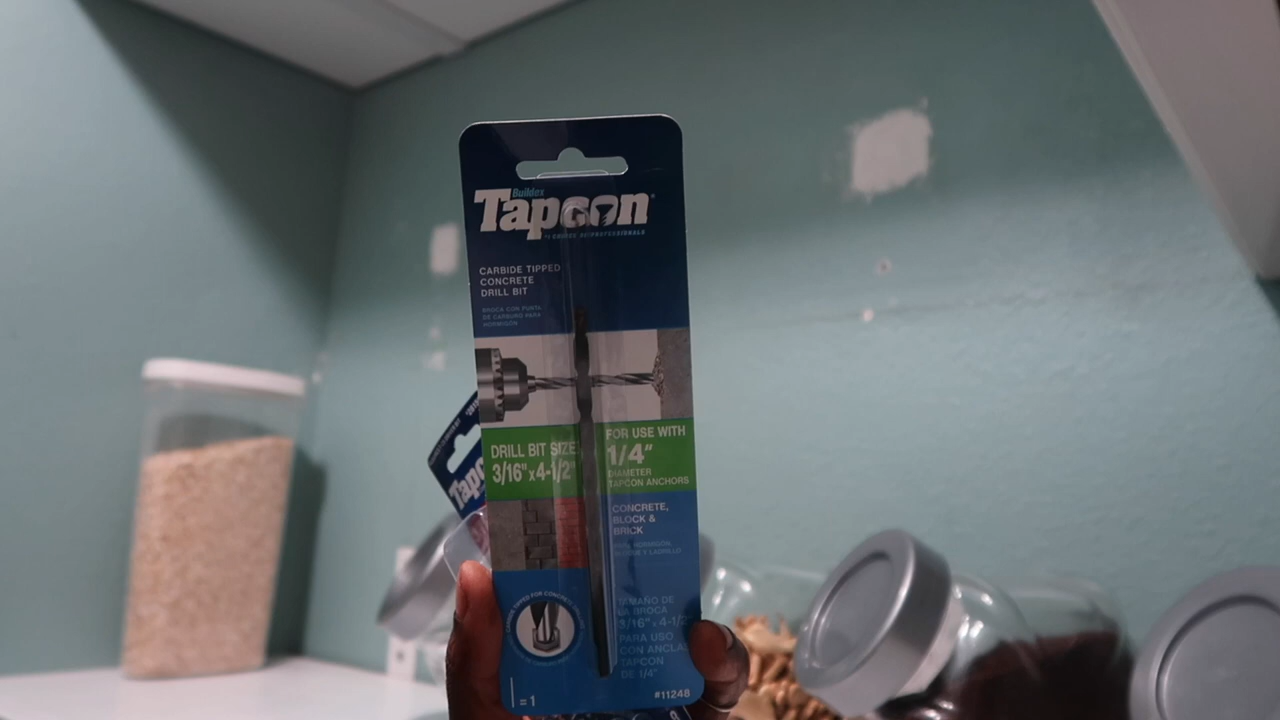 Buildex
Tapcon
CARBIDE TIPPED
CONCRETE
DRILL BIT
BROCA CON PUNTA
DE CARBURO PARA
HORMIGÓN
DRILL BIT SIZE
3/16" x 4-1/2"
FOR USE WITH
1/4"
DIAMETER
TAPCON ANCHORS
CONCRETE,
BLOCK &
BRICK
TAMAÑO DE
LA BROCA
3/16" x 4-1/2
PARA USO
CON ANCLAS
TAPCON
DE 1/4"
= 1
#11248
Tapc